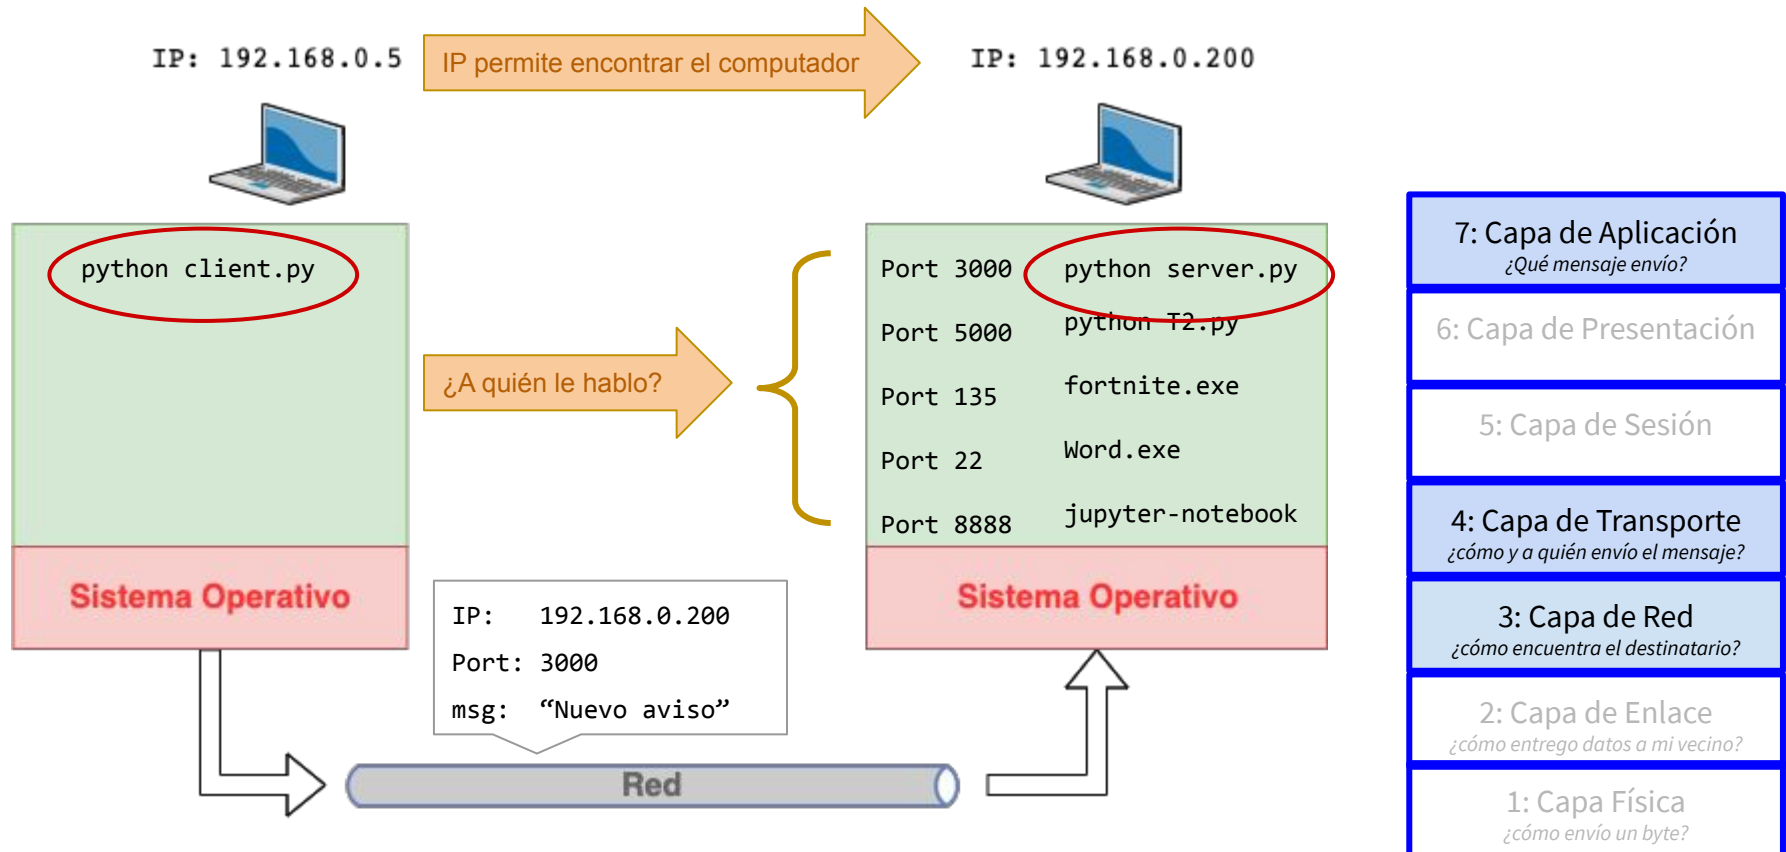 IP: 192.168.0.5
IP permite encontrar el computador
IP: 192.168.0.200
python client.py
¿A quién le hablo?
Port 3000 python server.py
Port 5000 python T2.py
Port 135 fortnite.exe
Port 22 Word.exe
Port 8888 jupyter-notebook
Sistema Operativo
Sistema Operativo
IP: 192.168.0.200
Port: 3000
msg: “Nuevo aviso”
Red
7: Capa de Aplicación
¿Qué mensaje envío?
6: Capa de Presentación
5: Capa de Sesión
4: Capa de Transporte
¿cómo y a quién envío el mensaje?
3: Capa de Red
¿cómo encuentra el destinatario?
2: Capa de Enlace
¿cómo entrego datos a mi vecino?
1: Capa Física
¿cómo envío un byte?